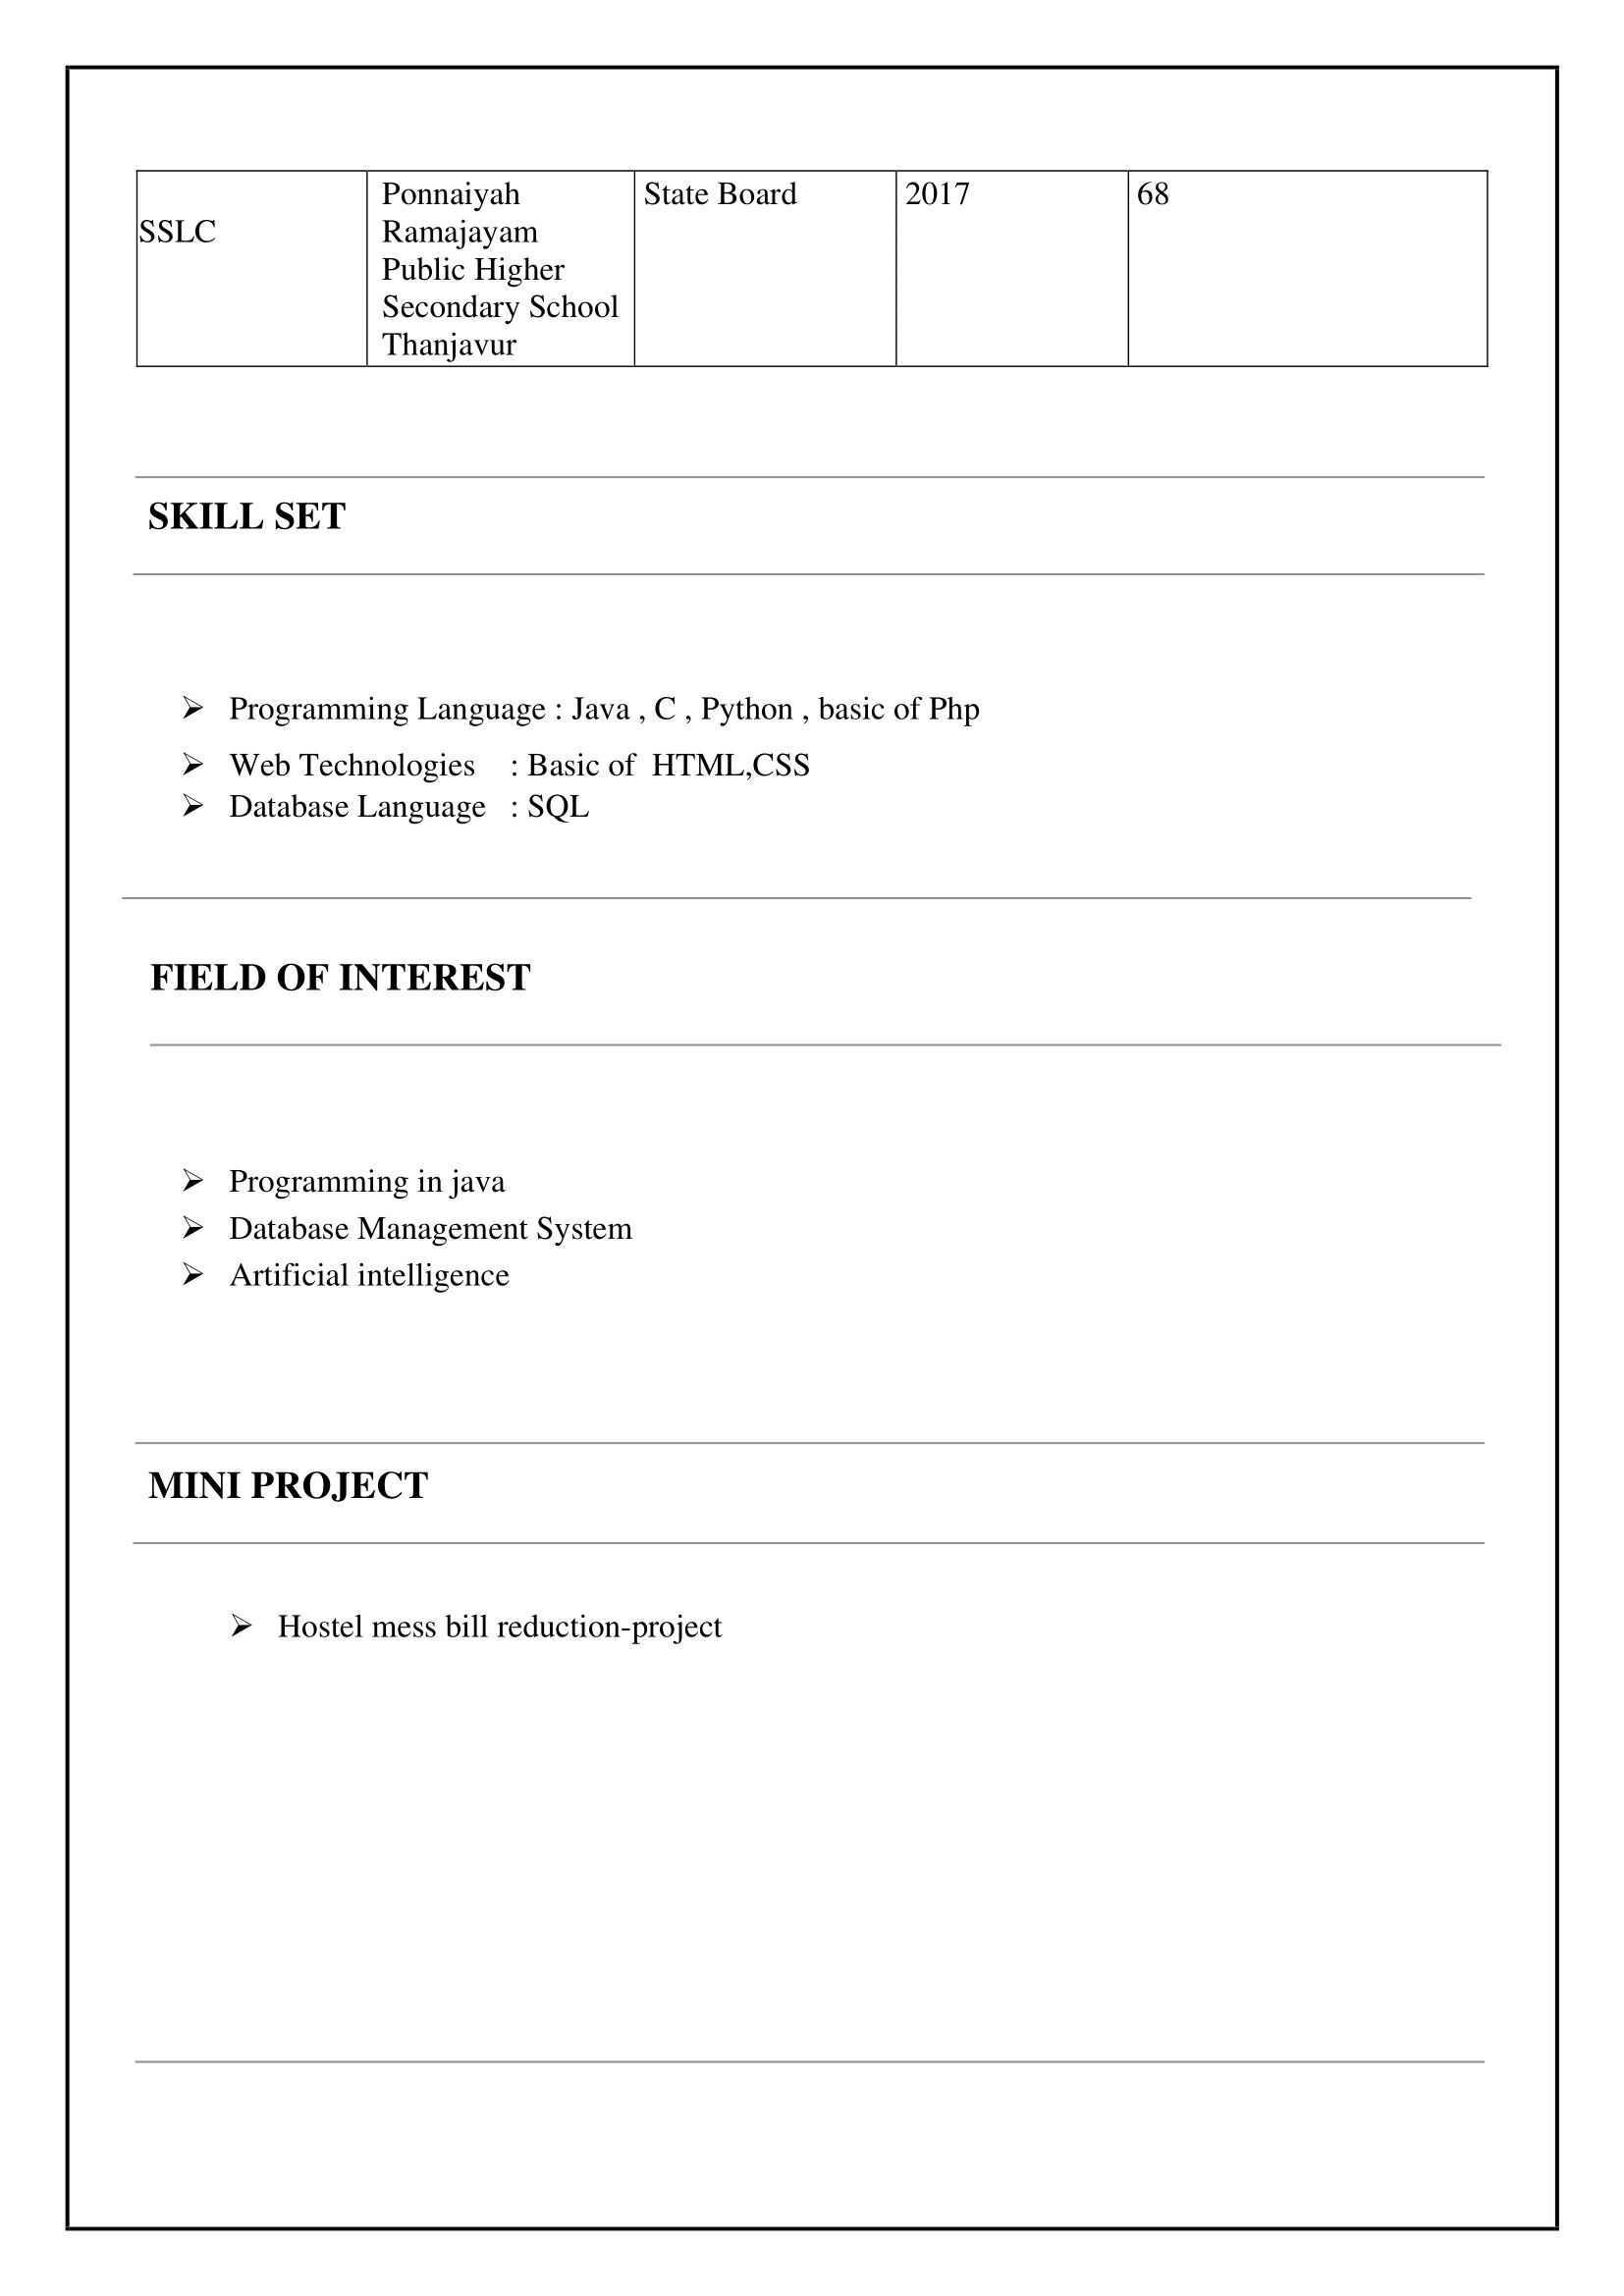 SSLC
Ponnaiyah
Ramajayam
Public Higher
Secondary School
Thanjavur
State Board
2017
68
SKILL SET
➢ Programming Language : Java , C , Python , basic of Php
➢ Web Technologies : Basic of HTML,CSS
➢ Database Language : SQL
FIELD OF INTEREST
➢ Programming in java
➢ Database Management System
➢ Artificial intelligence
MINI PROJECT
➢ Hostel mess bill reduction-project